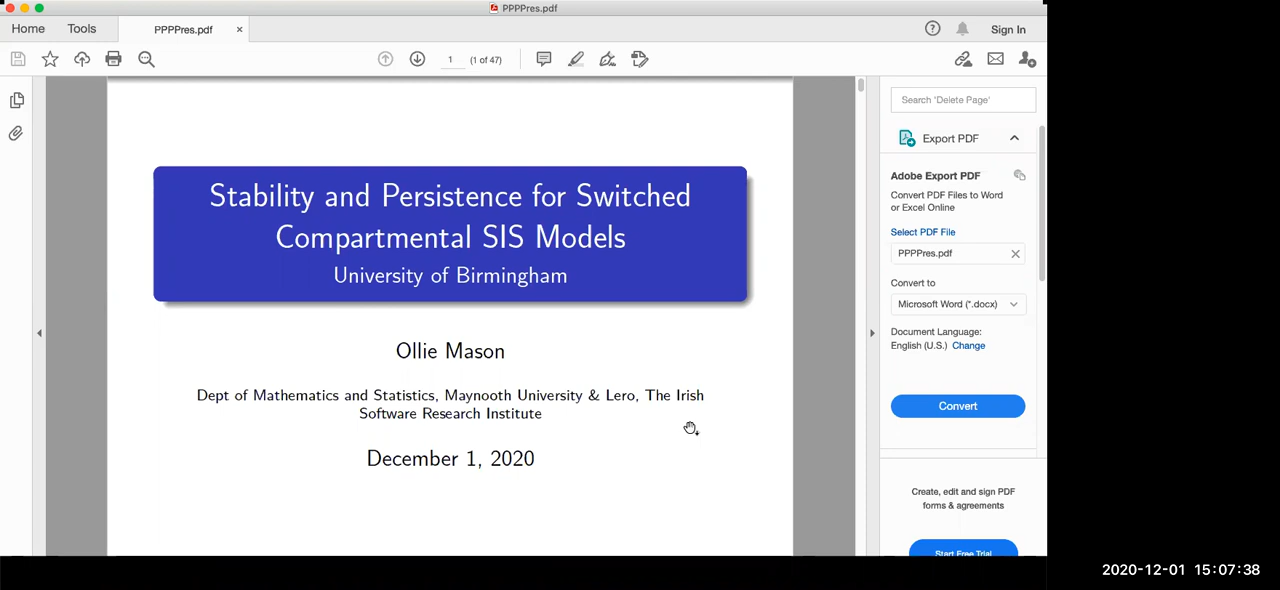 PPPPres.pdf
Home
Tools
PPPPres.pdf
Sign In
1
(1 of 47)
Search 'Delete Page'
Export PDF
Stability and Persistence for Switched
Compartmental SIS Models
University of Birmingham
Ollie Mason
Dept of Mathematics and Statistics, Maynooth University & Lero, The Irish
Software Research Institute
December 1, 2020
Adobe Export PDF
Convert PDF Files to Word
or Excel Online
Select PDF File
PPPPres.pdf
Convert to
Microsoft Word (*.docx)
Document Language:
English (U.S.) Change
Convert
Create, edit and sign PDF
forms & agreements
Start Free Trial
2020-12-01 15:07:38